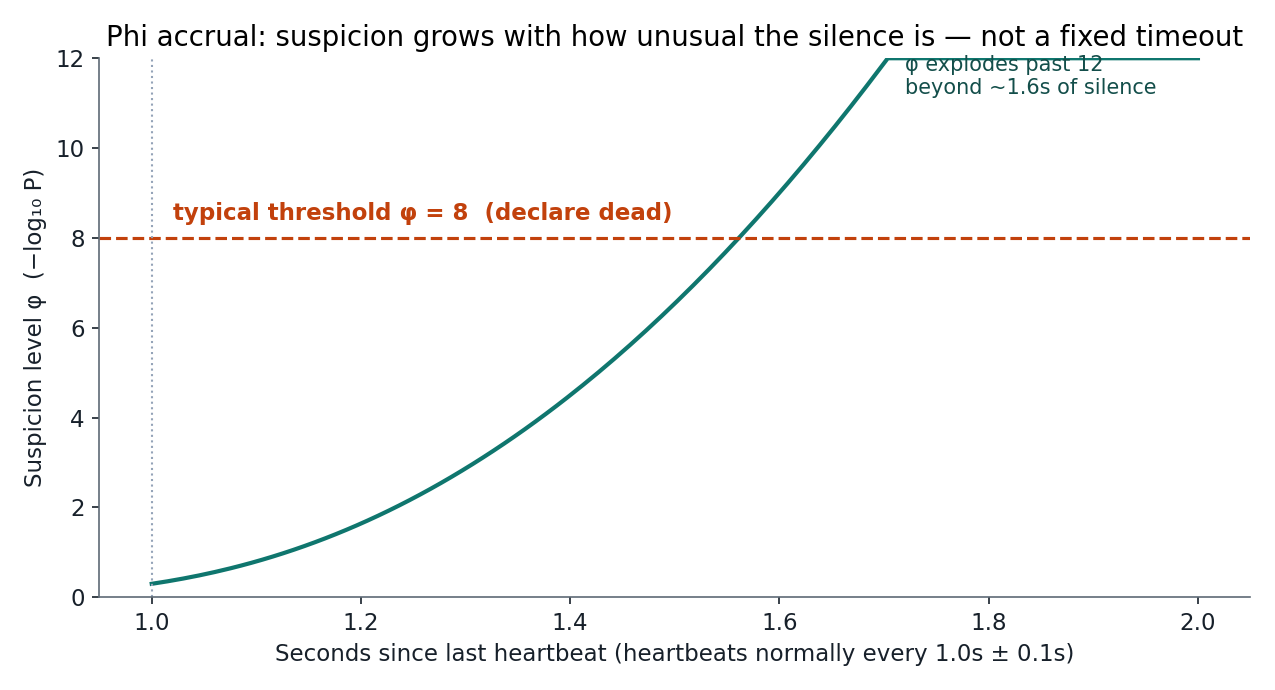 Phi accrual: suspicion grows with how unusual the silence is — not a fixed timeout
φ explodes past 12
beyond ~1.6s of silence
typical threshold φ = 8  (declare dead)
Suspicion level φ  (−log₁₀ P)
12
10
8
6
4
2
0
1.0
1.2
1.4
1.6
1.8
2.0
Seconds since last heartbeat (heartbeats normally every 1.0s ± 0.1s)